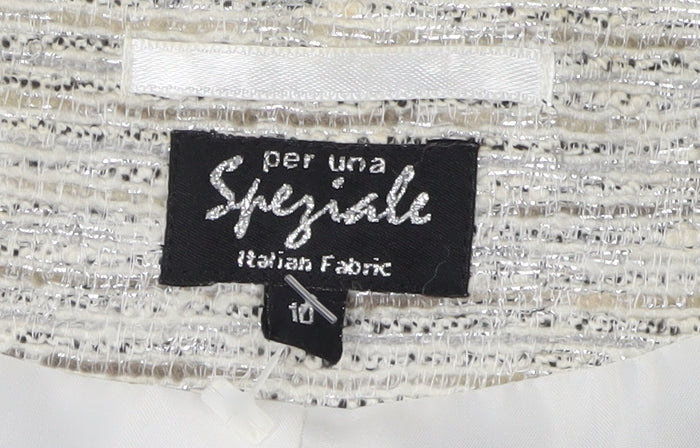 per una
Speziale
Italian Fabric
10